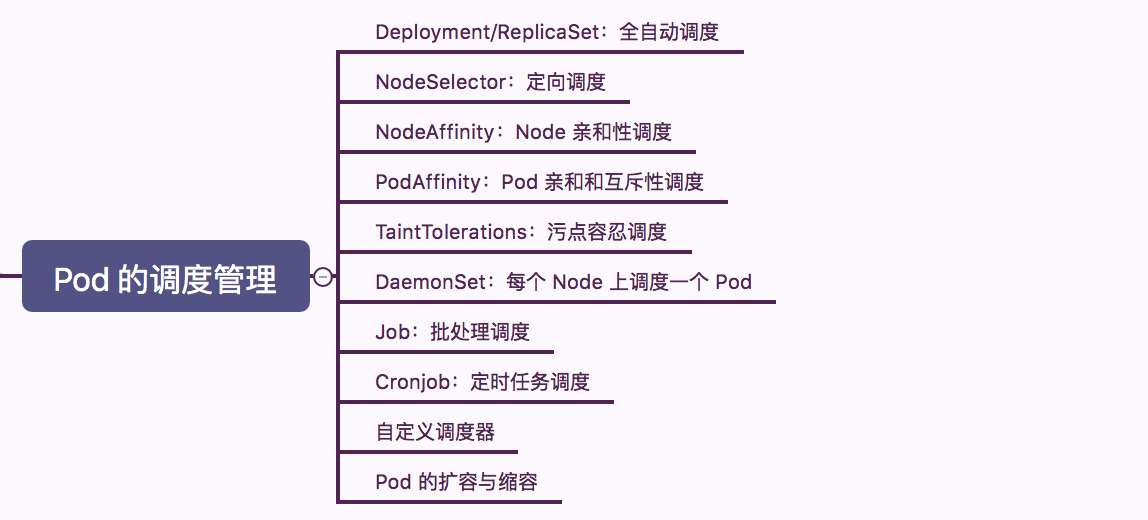 Deployment/ReplicaSet：全自动调度
NodeSelector：定向调度
NodeAffinity：Node 亲和性调度
PodAffinity：Pod 亲和和互斥性调度
TaintTolerations：污点容忍调度
Pod 的调度管理
DaemonSet：每个 Node 上调度一个 Pod
Job：批处理调度
Cronjob：定时任务调度
自定义调度器
Pod 的扩容与缩容